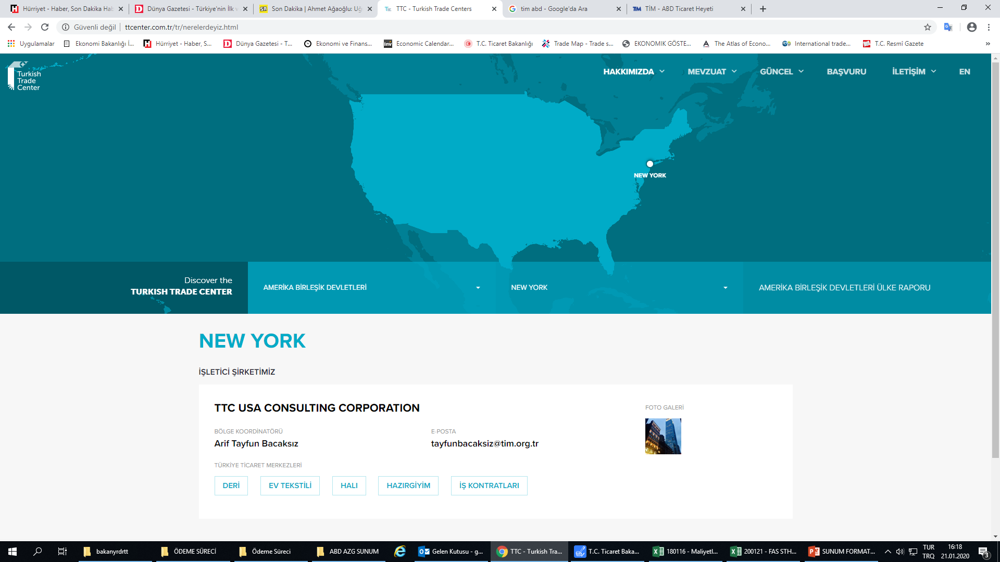 Hürriyet - Haber, Son Dakika Hab
Dünya Gazetesi - Türkiye'nin İlk v
Son Dakika | Ahmet Ağaoğlu: Uğ
TTC - Turkish Trade Centers
tim abd - Google'da Ara
TİM - ABD Ticaret Heyeti
Güvenli değil
ttcenter.com.tr/tr/nerelerdeyiz.html
Uygulamalar
Ekonomi Bakanlığı İ...
Hürriyet - Haber, S...
Dünya Gazetesi - T...
Ekonomi ve Finans...
Economic Calendar...
T.C. Ticaret Bakanlığı
Trade Map - Trade s...
EKONOMIK GÖSTE...
The Atlas of Econo...
International trade...
T.C. Resmî Gazete
»
Turkish
Trade
Center
HAKKIMIZDA
MEVZUAT
GÜNCEL
BAŞVURU
İLETİŞİM
EN
NEW YORK
Discover the
TURKISH TRADE CENTER
AMERİKA BİRLEŞİK DEVLETLERİ
NEW YORK
AMERİKA BİRLEŞİK DEVLETLERİ ÜLKE RAPORU
NEW YORK
İŞLETİCİ ŞİRKETİMİZ
TTC USA CONSULTING CORPORATION
FOTO GALERİ
BÖLGE KOORDİNATÖRÜ
E-POSTA
Arif Tayfun Bacaksız
tayfunbacaksiz@tim.org.tr
TÜRKİYE TİCARET MERKEZLERİ
DERİ
EV TEKSTİLİ
HALI
HAZIRGİYİM
İŞ KONTRATLARI
bakanyrdrtt
ÖDEME SÜRECİ
Ödeme Süreci
ABD AZG SUNUM
Gelen Kutusu - g...
TTC - Turkish Tra...
T.C. Ticaret Baka...
180116 - Maliyetl...
200121 - FAS STH...
SUNUM FORMAT...
TUR
TRQ
16:18
21.01.2020
3